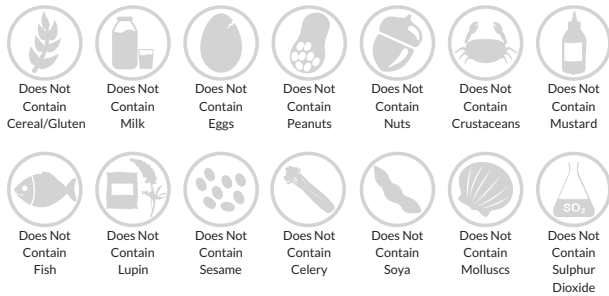 Does Not
Contain
Cereal/Gluten
Does Not
Contain
Milk
Does Not
Contain
Eggs
Does Not
Contain
Peanuts
Does Not
Contain
Nuts
Does Not
Contain
Crustaceans
Does Not
Contain
Mustard
Does Not
Contain
Fish
Does Not
Contain
Lupin
Does Not
Contain
Sesame
Does Not
Contain
Celery
Does Not
Contain
Soya
Does Not
Contain
Molluscs
SO₂
Does Not
Contain
Sulphur
Dioxide